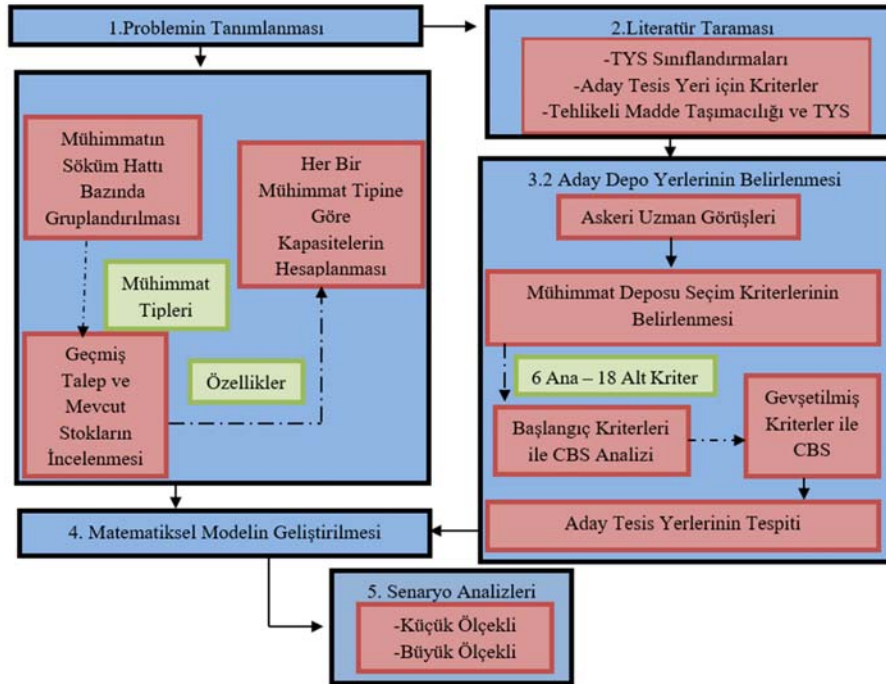 1.Problemin Tanımlanması
2.Literatür Taraması
-TYS Sınıflandırmaları
-Aday Tesis Yeri için Kriterler
-Tehlikeli Madde Taşımacılığı ve TYS
Mühimmatın
Söküm Hattı
Bazında
Gruplandırılması
Her Bir
Mühimmat Tipine
Göre
Kapasitelerin
Hesaplanması
Mühimmat
Tipleri
Geçmiş
Talep ve
Mevcut
Stokların
İncelenmesi
Özellikler
3.2 Aday Depo Yerlerinin Belirlenmesi
Askeri Uzman Görüşleri
Mühimmat Deposu Seçim Kriterlerinin
Belirlenmesi
6 Ana – 18 Alt Kriter
Başlangıç Kriterleri
ile CBS Analizi
Gevşetilmiş
Kriterler ile
CBS
Aday Tesis Yerlerinin Tespiti
4. Matematiksel Modelin Geliştirilmesi
5. Senaryo Analizleri
-Küçük Ölçekli
-Büyük Ölçekli